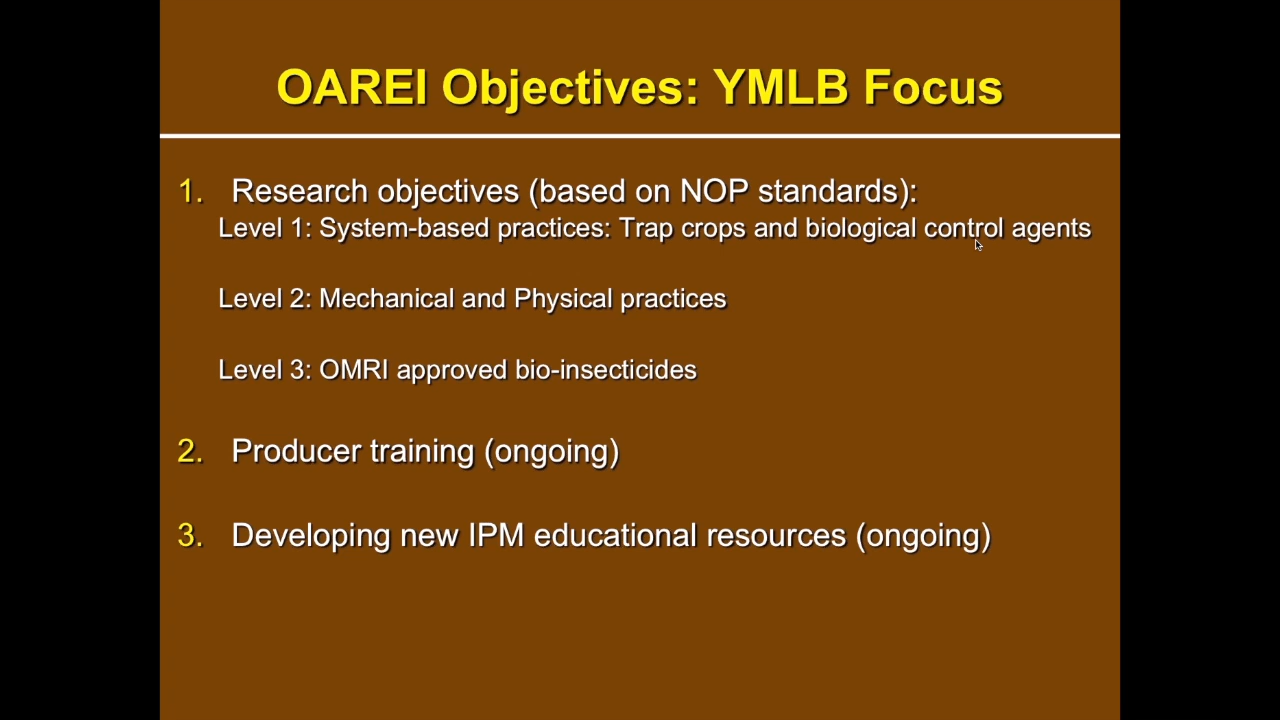 OAREI Objectives: YMLB Focus
1. Research objectives (based on NOP standards):
Level 1: System-based practices: Trap crops and biological control agents
Level 2: Mechanical and Physical practices
Level 3: OMRI approved bio-insecticides
2. Producer training (ongoing)
3. Developing new IPM educational resources (ongoing)